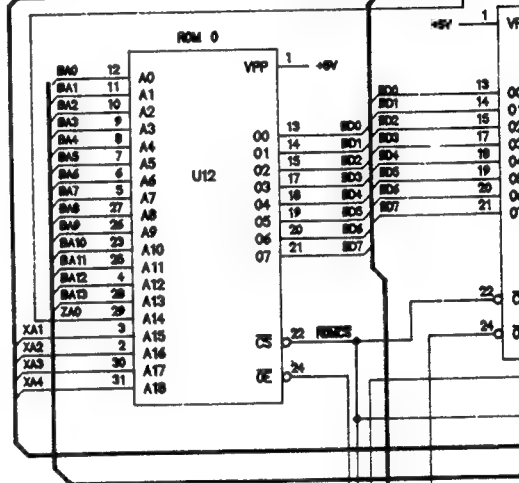 ROM 0
+5V 1
VPP 1 +5V
BA0 12 A0
BA1 11 A1
BA2 10 A2
BA3 9 A3
BA4 8 A4
BA5 7 A5
BA6 6 A6
BA7 5 A7
BA8 27 A8
BA9 26 A9
BA10 23 A10
BA11 25 A11
BA12 4 A12
BA13 28 A13
ZA0 29 A14
XA1 3 A15
XA2 2 A16
XA3 30 A17
XA4 31 A18
U12
O0 13 BD0
O1 14 BD1
O2 15 BD2
O3 17 BD3
O4 18 BD4
O5 19 BD5
O6 20 BD6
O7 21 BD7
CS 22 ROMCS
OE 24
BD0 13
BD1 14
BD2 15
BD3 17
BD4 18
BD5 19
BD6 20
BD7 21
22
24